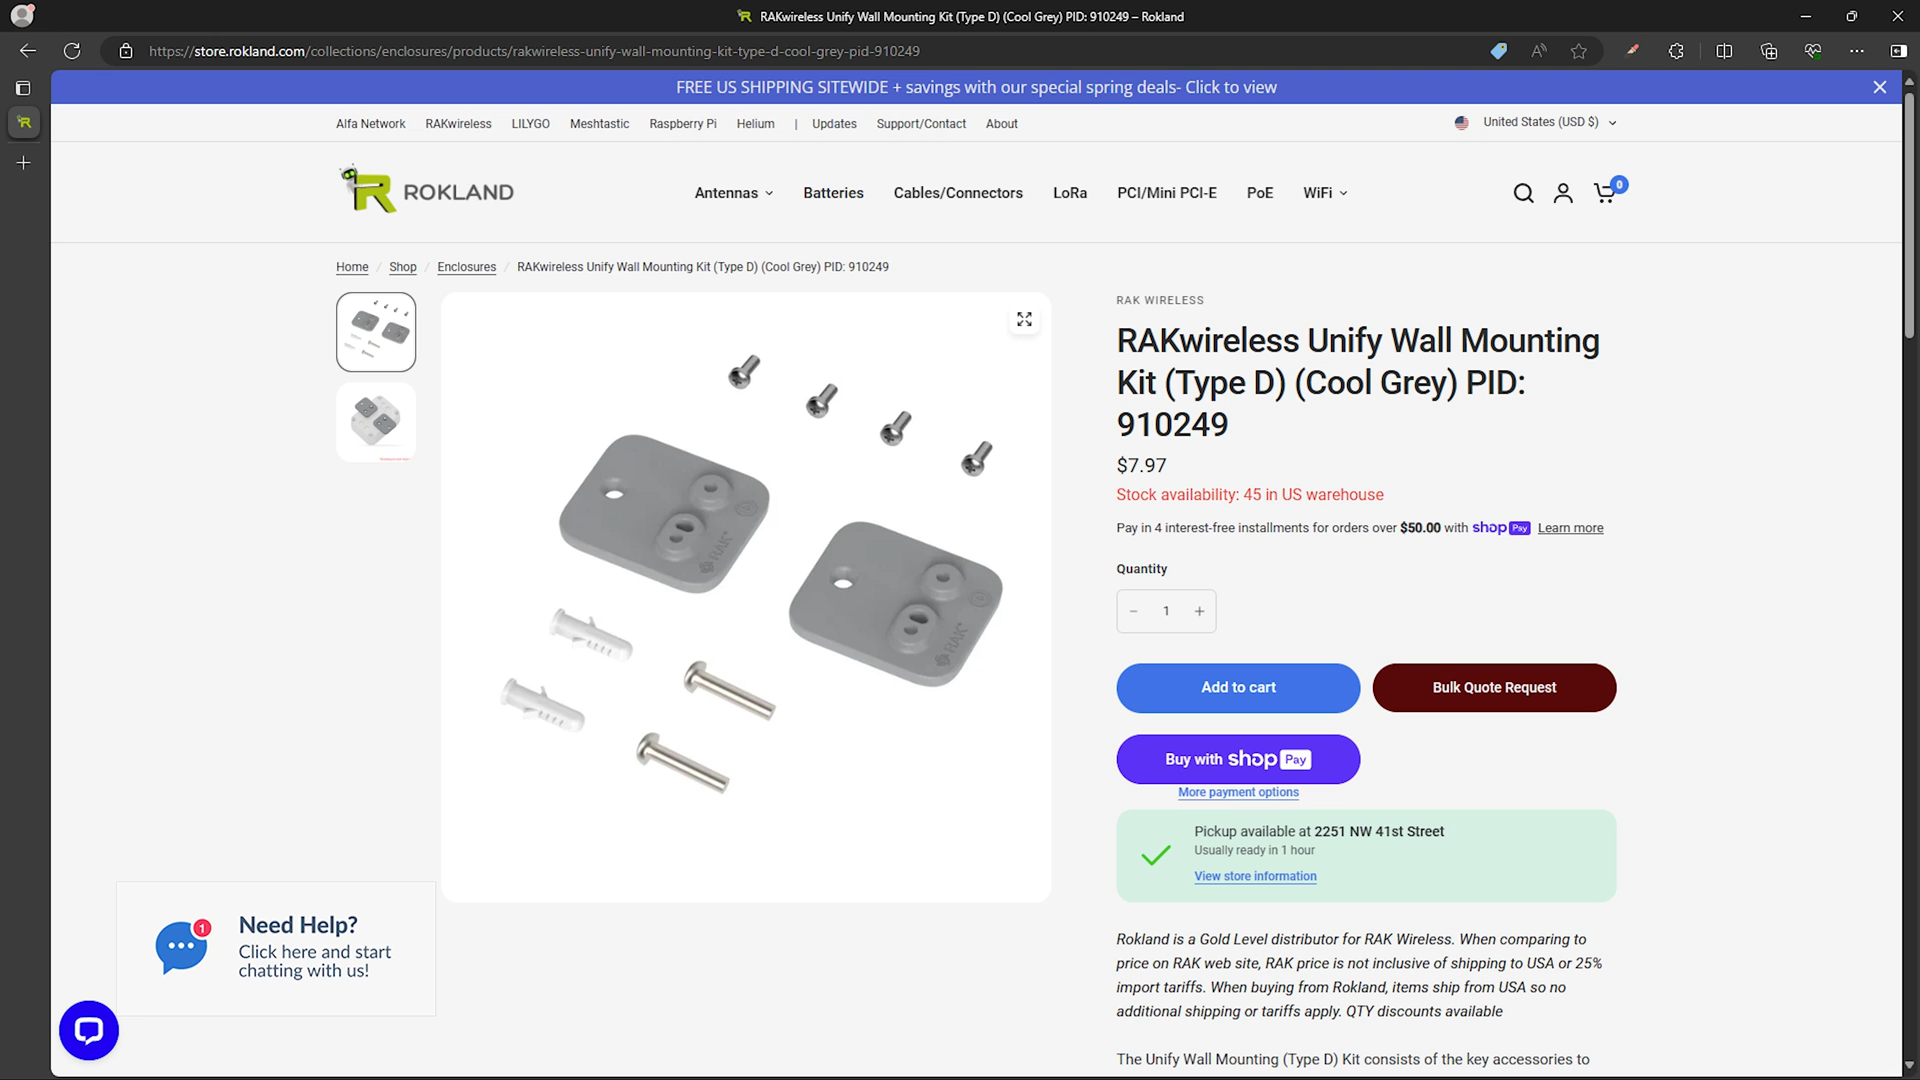 RAKwireless Unify Wall Mounting Kit (Type D) (Cool Grey) PID: 910249 – Rokland
https://store.rokland.com/collections/enclosures/products/rakwireless-unify-wall-mounting-kit-type-d-cool-grey-pid-910249
FREE US SHIPPING SITEWIDE + savings with our special spring deals- Click to view
Alfa Network RAKwireless LILYGO Meshtastic Raspberry Pi Helium | Updates Support/Contact About
United States (USD $)
ROKLAND
Antennas Batteries Cables/Connectors LoRa PCI/Mini PCI-E PoE WiFi
0
Home / Shop / Enclosures / RAKwireless Unify Wall Mounting Kit (Type D) (Cool Grey) PID: 910249
RAK
RAK
RAK WIRELESS
RAKwireless Unify Wall Mounting
Kit (Type D) (Cool Grey) PID:
910249
$7.97
Stock availability: 45 in US warehouse
Pay in 4 interest-free installments for orders over $50.00 with shop Pay Learn more
Quantity
− 1 +
Add to cart
Bulk Quote Request
Buy with shop Pay
More payment options
Pickup available at 2251 NW 41st Street
Usually ready in 1 hour
View store information
Rokland is a Gold Level distributor for RAK Wireless. When comparing to
price on RAK web site, RAK price is not inclusive of shipping to USA or 25%
import tariffs. When buying from Rokland, items ship from USA so no
additional shipping or tariffs apply. QTY discounts available
The Unify Wall Mounting (Type D) Kit consists of the key accessories to
1
Need Help?
Click here and start
chatting with us!